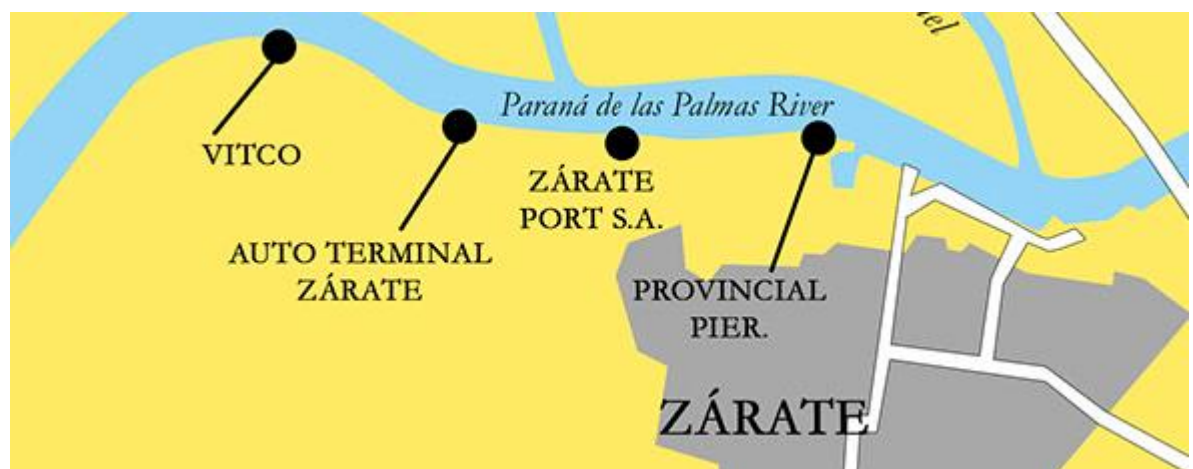 Paraná de las Palmas River
VITCO
ZÁRATE
PORT S.A.
AUTO TERMINAL
ZÁRATE
PROVINCIAL
PIER.
ZÁRATE